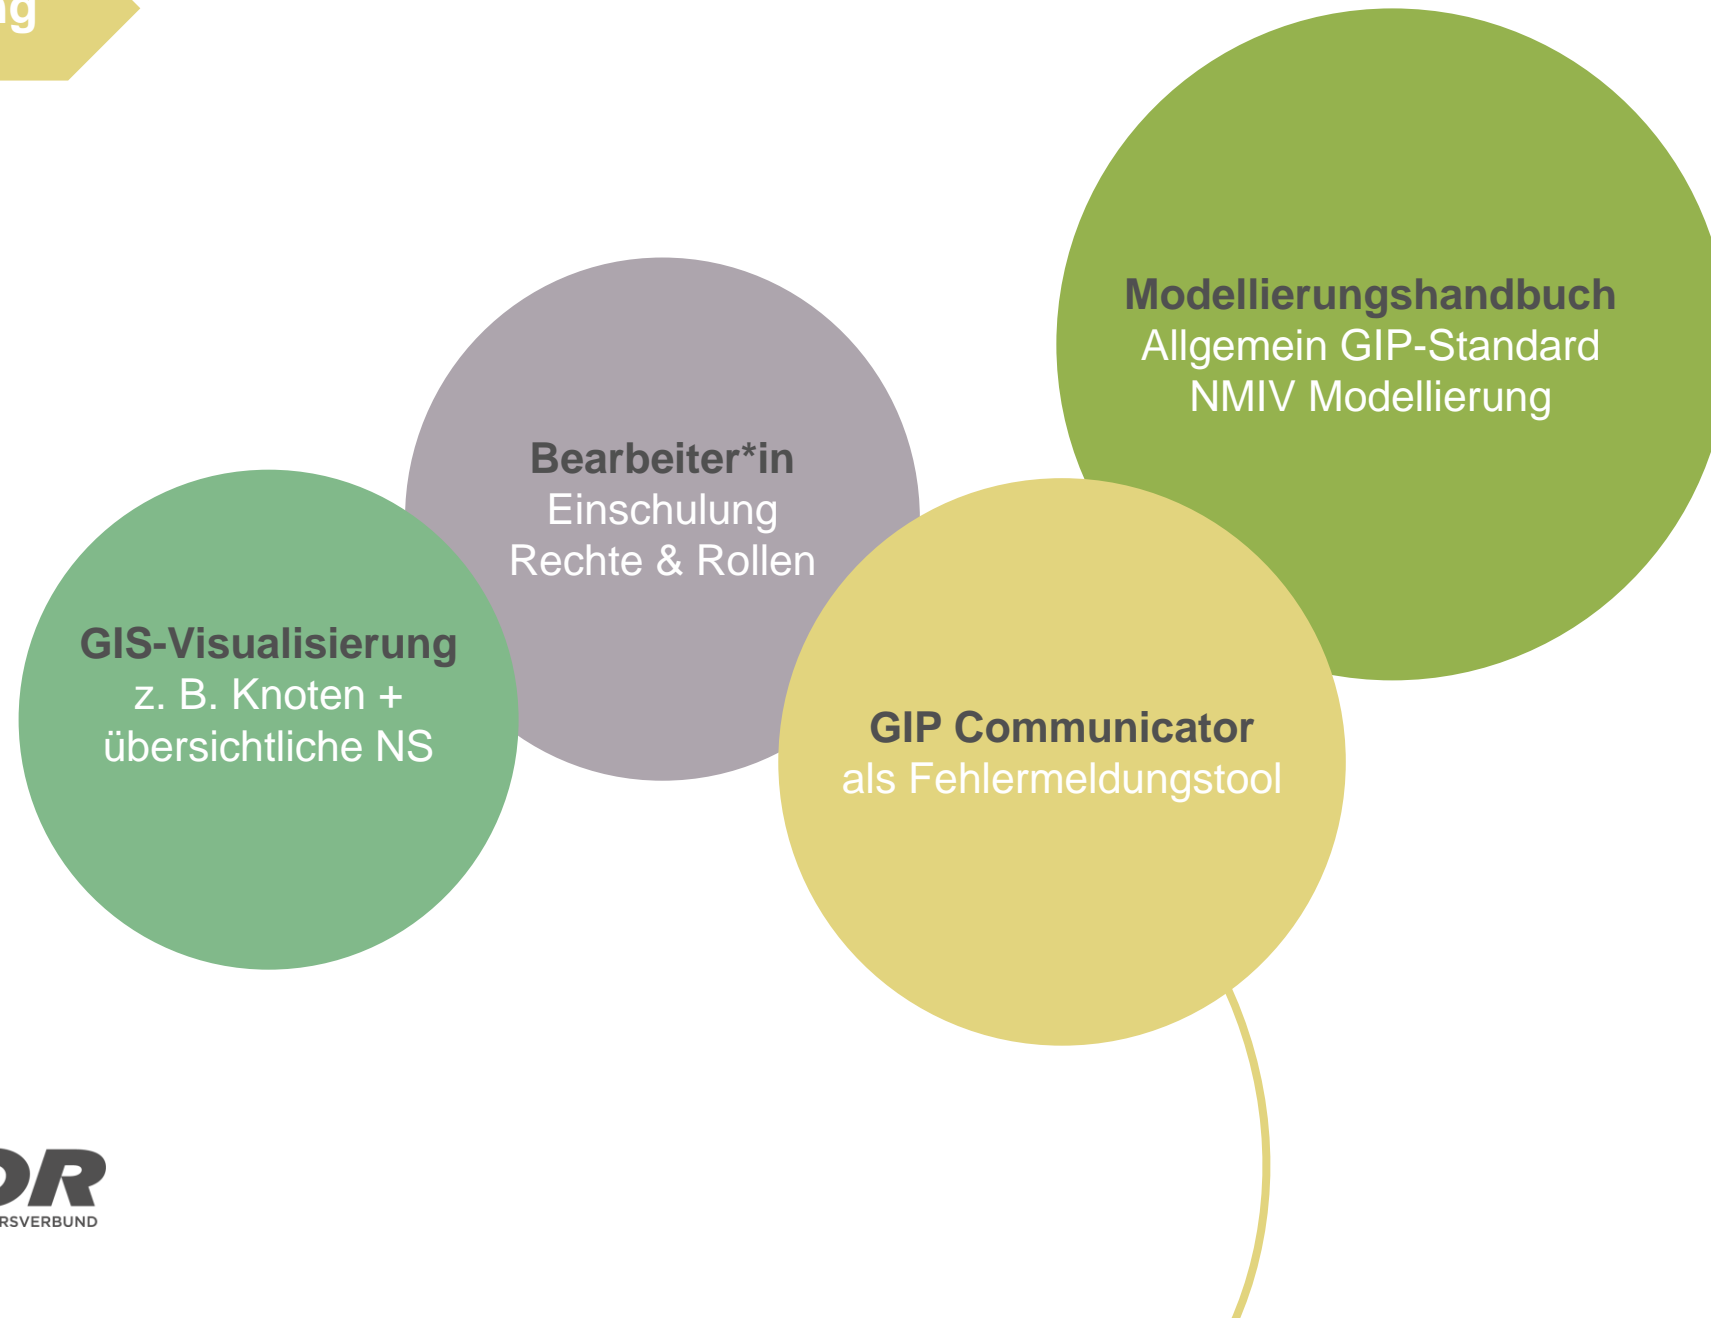 GIS-Visualisierung
z. B. Knoten +
übersichtliche NS
Bearbeiter*in
Einschulung
Rechte & Rollen
GIP Communicator
als Fehlermeldungstool
Modellierungshandbuch
Allgemein GIP-Standard
NMIV Modellierung